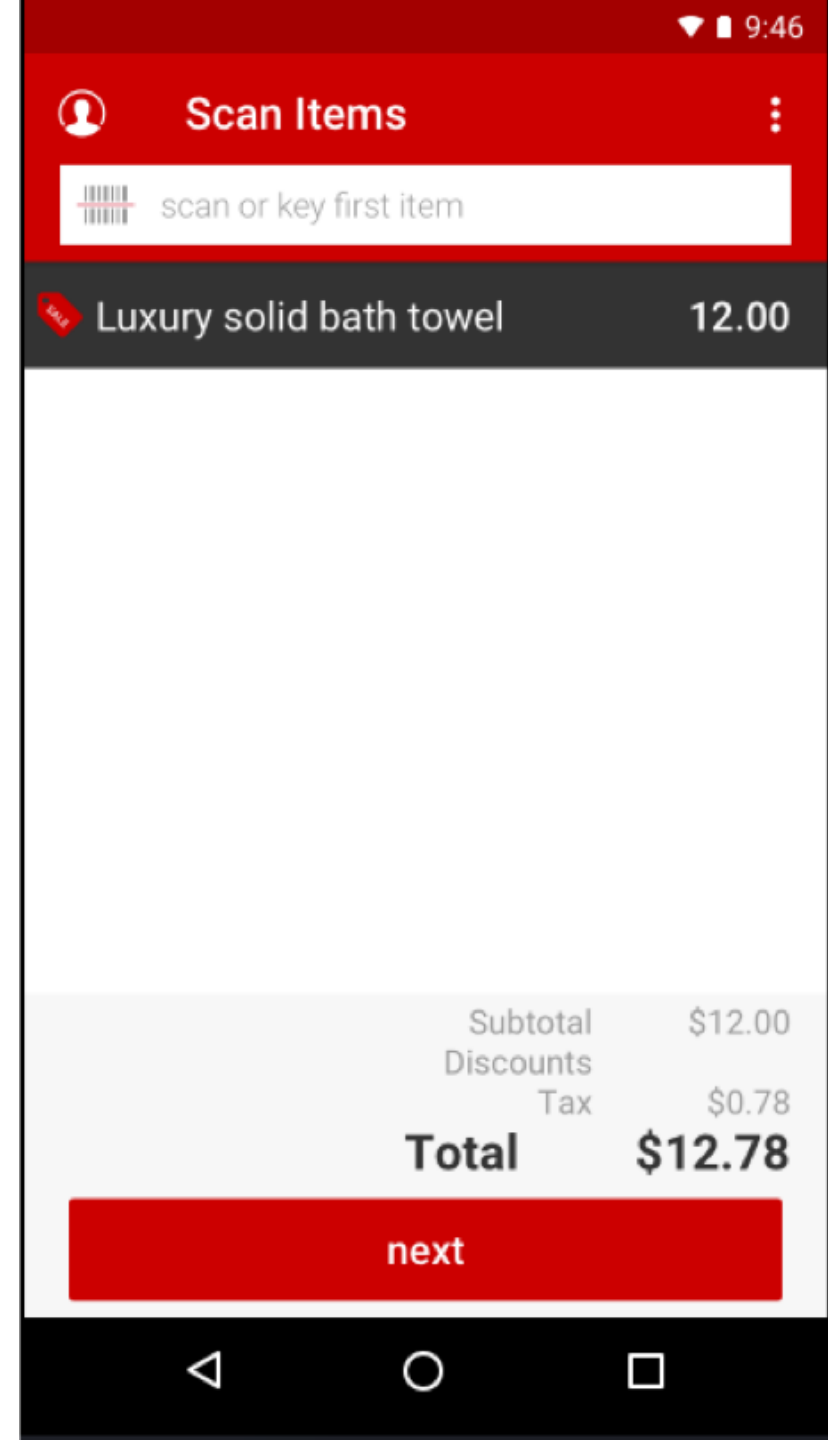 9:46
Scan Items
scan or key first item
SALE
Luxury solid bath towel 12.00
Subtotal $12.00
Discounts
Tax $0.78
Total $12.78
next